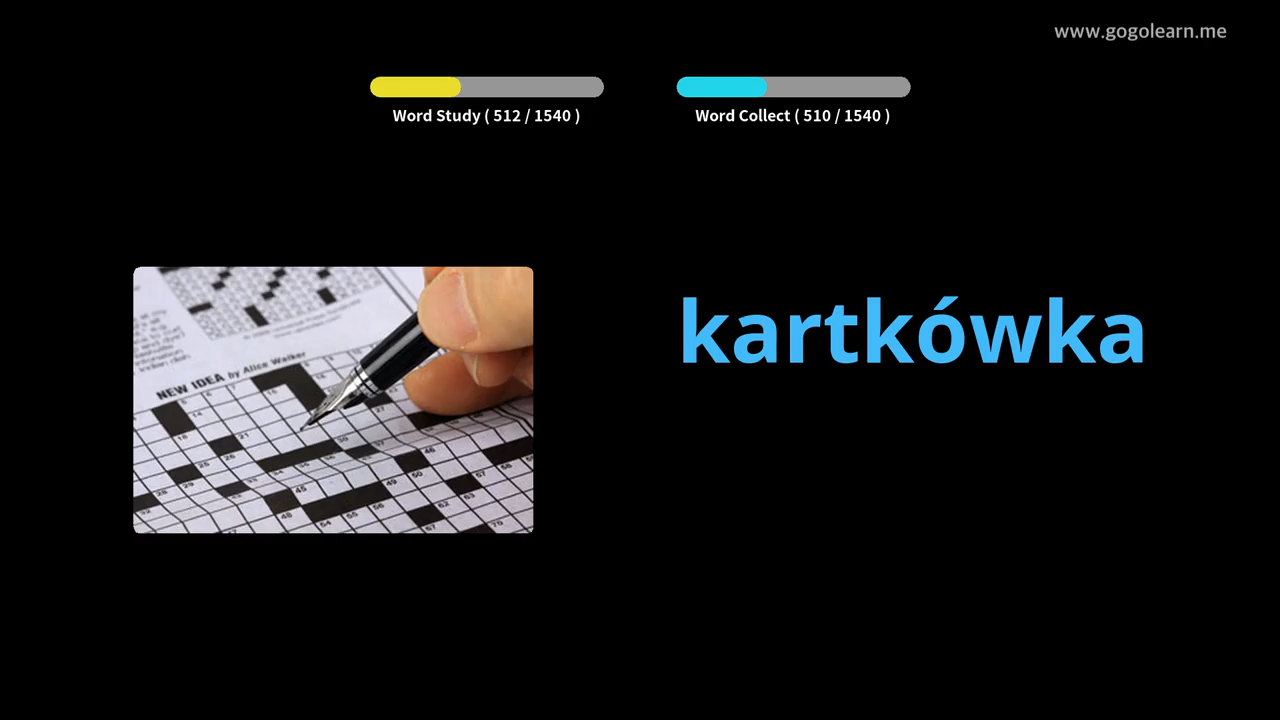 www.gogolearn.me
Word Study ( 512 / 1540 )
Word Collect ( 510 / 1540 )
kartkówka
NEW IDEA by Alice Walker